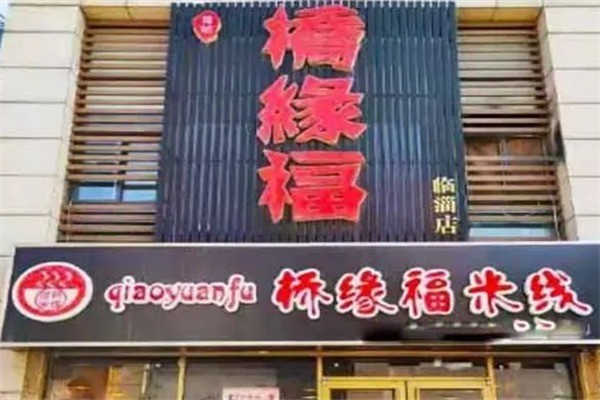 橋
緣
福
临淄店
qiaoyuanfu 桥缘福米线